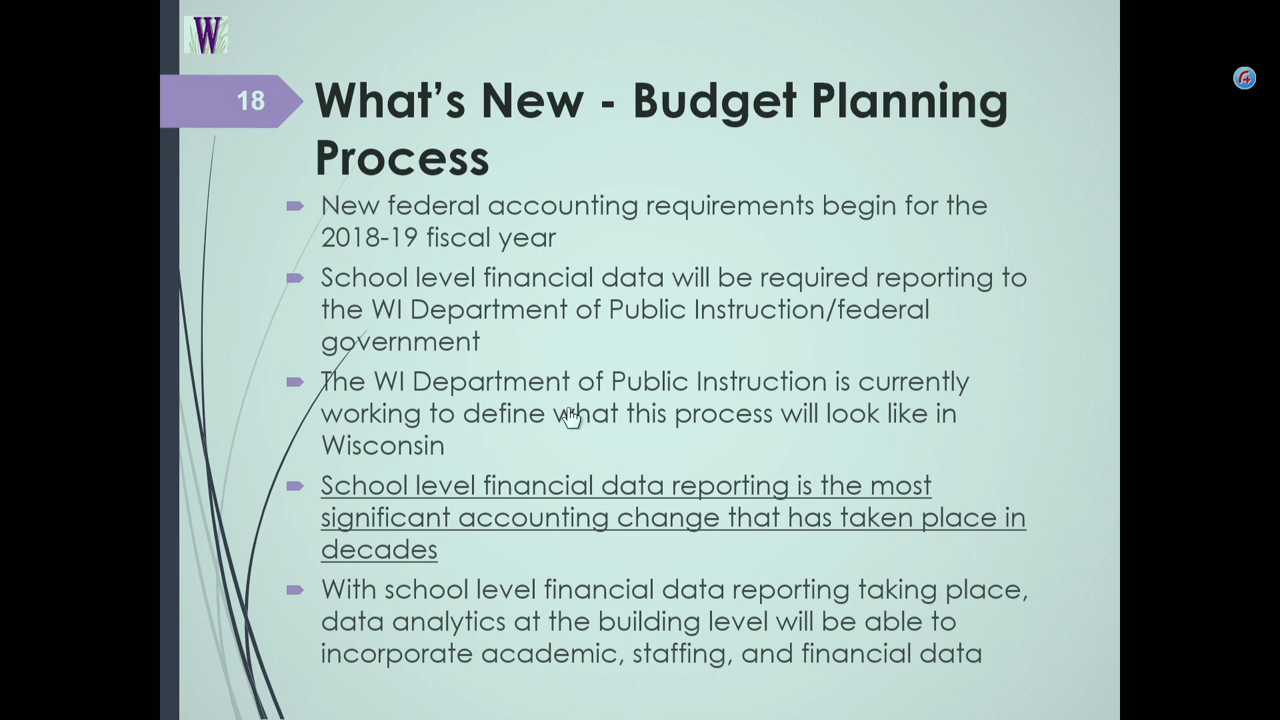 W
18
What's New - Budget Planning
Process
New federal accounting requirements begin for the
2018-19 fiscal year
School level financial data will be required reporting to
the WI Department of Public Instruction/federal
government
The WI Department of Public Instruction is currently
working to define what this process will look like in
Wisconsin
School level financial data reporting is the most
significant accounting change that has taken place in
decades
With school level financial data reporting taking place,
data analytics at the building level will be able to
incorporate academic, staffing, and financial data